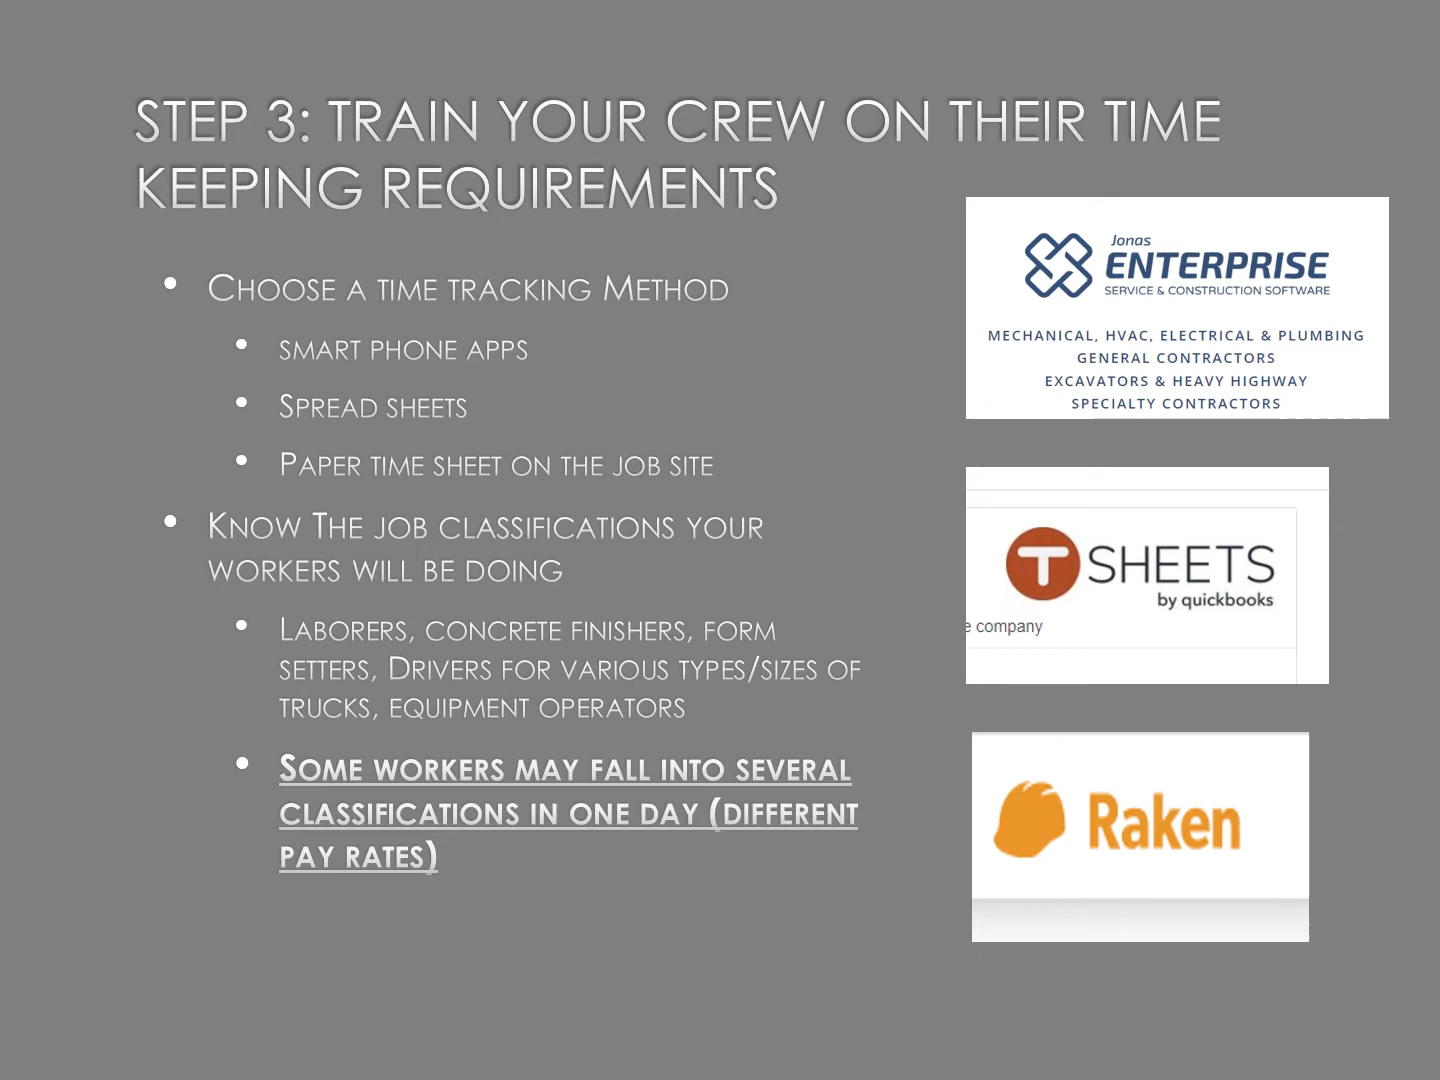 STEP 3: TRAIN YOUR CREW ON THEIR TIME
KEEPING REQUIREMENTS
• CHOOSE A TIME TRACKING METHOD
• SMART PHONE APPS
• SPREAD SHEETS
• PAPER TIME SHEET ON THE JOB SITE
• KNOW THE JOB CLASSIFICATIONS YOUR
WORKERS WILL BE DOING
• LABORERS, CONCRETE FINISHERS, FORM
SETTERS, DRIVERS FOR VARIOUS TYPES/SIZES OF
TRUCKS, EQUIPMENT OPERATORS
• SOME WORKERS MAY FALL INTO SEVERAL
CLASSIFICATIONS IN ONE DAY (DIFFERENT
PAY RATES)
Jonas
ENTERPRISE
SERVICE & CONSTRUCTION SOFTWARE
MECHANICAL, HVAC, ELECTRICAL & PLUMBING
GENERAL CONTRACTORS
EXCAVATORS & HEAVY HIGHWAY
SPECIALTY CONTRACTORS
T SHEETS
by quickbooks
e company
Raken